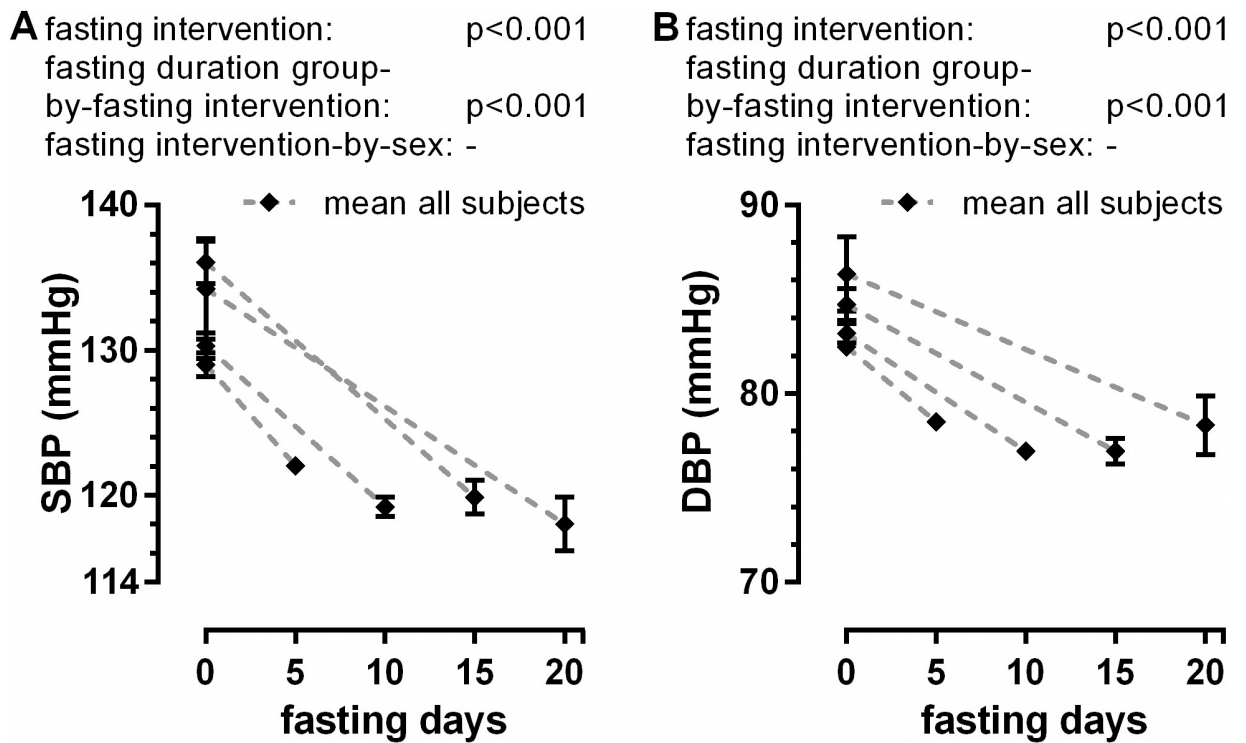 A fasting intervention: p<0.001
fasting duration group-
by-fasting intervention: p<0.001
fasting intervention-by-sex: -
mean all subjects
140
130
120
114
SBP (mmHg)
0 5 10 15 20
fasting days
B fasting intervention: p<0.001
fasting duration group-
by-fasting intervention: p<0.001
fasting intervention-by-sex: -
mean all subjects
90
80
70
DBP (mmHg)
0 5 10 15 20
fasting days